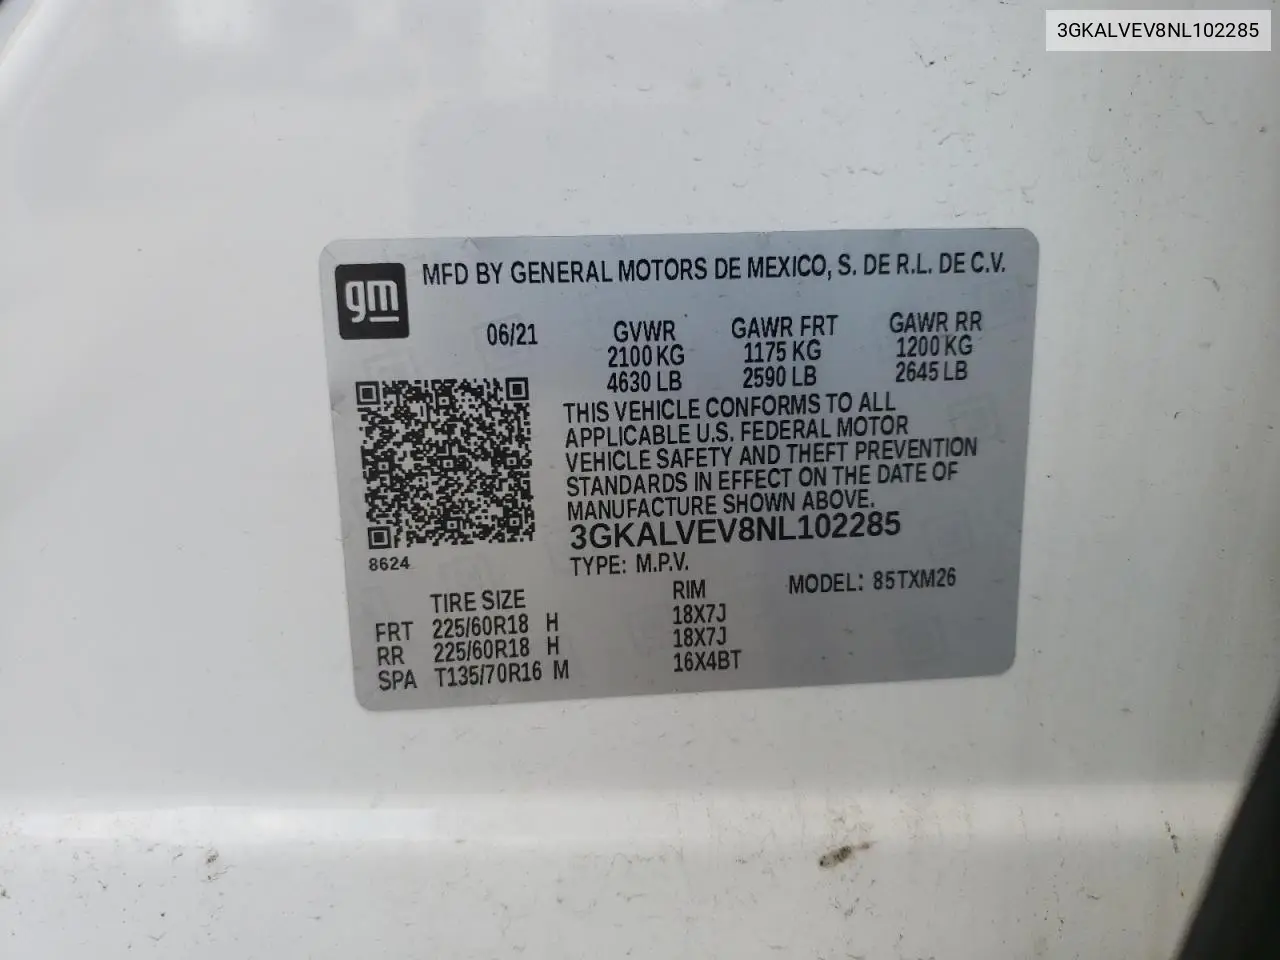 3GKALVEV8NL102285
gm
MFD BY GENERAL MOTORS DE MEXICO, S. DE R.L. DE C.V.
06/21 GVWR GAWR FRT GAWR RR
2100 KG 1175 KG 1200 KG
4630 LB 2590 LB 2645 LB
THIS VEHICLE CONFORMS TO ALL
APPLICABLE U.S. FEDERAL MOTOR
VEHICLE SAFETY AND THEFT PREVENTION
STANDARDS IN EFFECT ON THE DATE OF
MANUFACTURE SHOWN ABOVE.
3GKALVEV8NL102285
8624
TYPE: M.P.V. MODEL: 85TXM26
TIRE SIZE RIM
FRT 225/60R18 H 18X7J
RR 225/60R18 H 18X7J
SPA T135/70R16 M 16X4BT